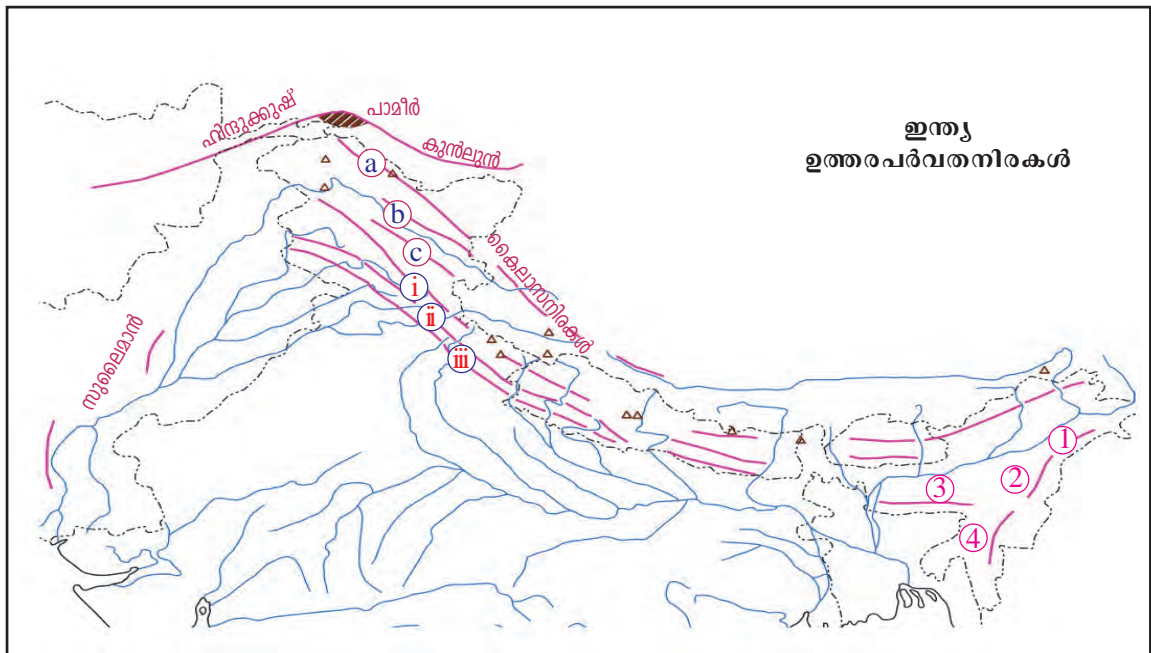 ഇന്ത്യ
ഉത്തരപർവതനിരകൾ
ഹിന്ദുക്കുഷ്
പാമീർ
കുൻലുൻ
a
b
c
കൈലാസനിരകൾ
i
ii
iii
സുലൈമാൻ
1
2
3
4